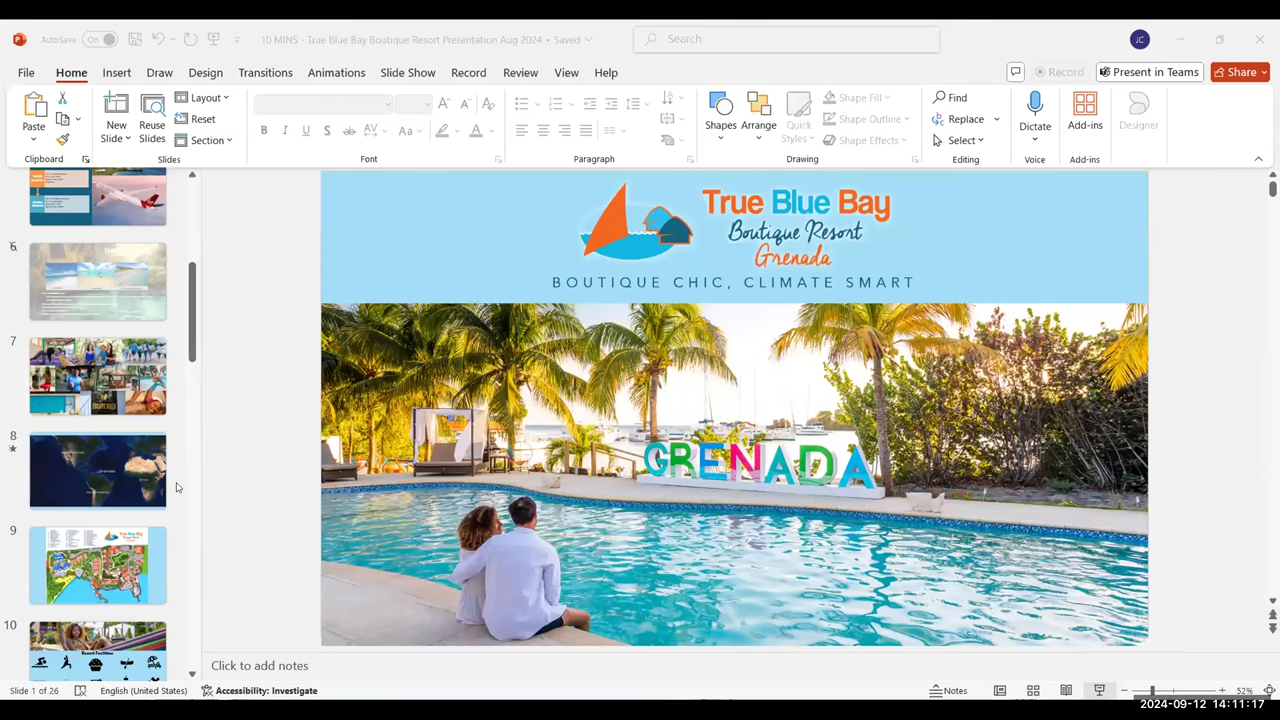 AutoSave On 10 MINS - True Blue Bay Boutique Resort Presentation Aug 2024 • Saved Search JC
File Home Insert Draw Design Transitions Animations Slide Show Record Review View Help Record Present in Teams Share
Paste
New Slide
Reuse Slides
Layout
Reset
Section
Shapes
Arrange
Quick Styles
Shape Fill
Shape Outline
Shape Effects
Find
Replace
Select
Dictate
Add-ins
Designer
Clipboard Slides Font Paragraph Drawing Editing Voice Add-ins
6
7
8
9
10
True Blue Bay
Boutique Resort
Grenada
BOUTIQUE CHIC, CLIMATE SMART
GRENADA
Click to add notes
Slide 1 of 26 English (United States) Accessibility: Investigate Notes 52%
2024-09-12 14:11:17